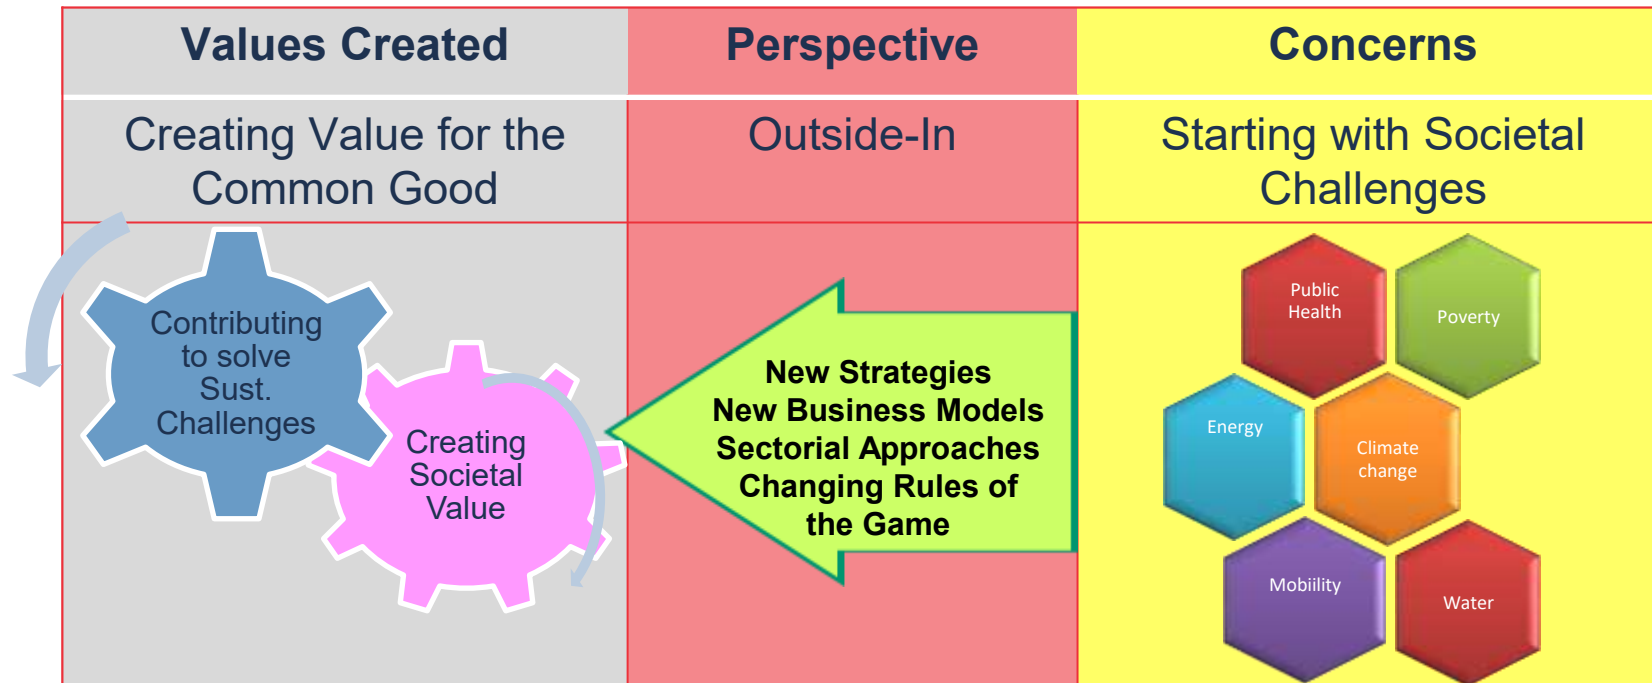 Values Created
Perspective
Concerns
Creating Value for the
Common Good
Outside-In
Starting with Societal
Challenges
Contributing
to solve
Sust.
Challenges
Creating
Societal
Value
New Strategies
New Business Models
Sectorial Approaches
Changing Rules of
the Game
Public
Health
Poverty
Energy
Climate
change
Mobiility
Water